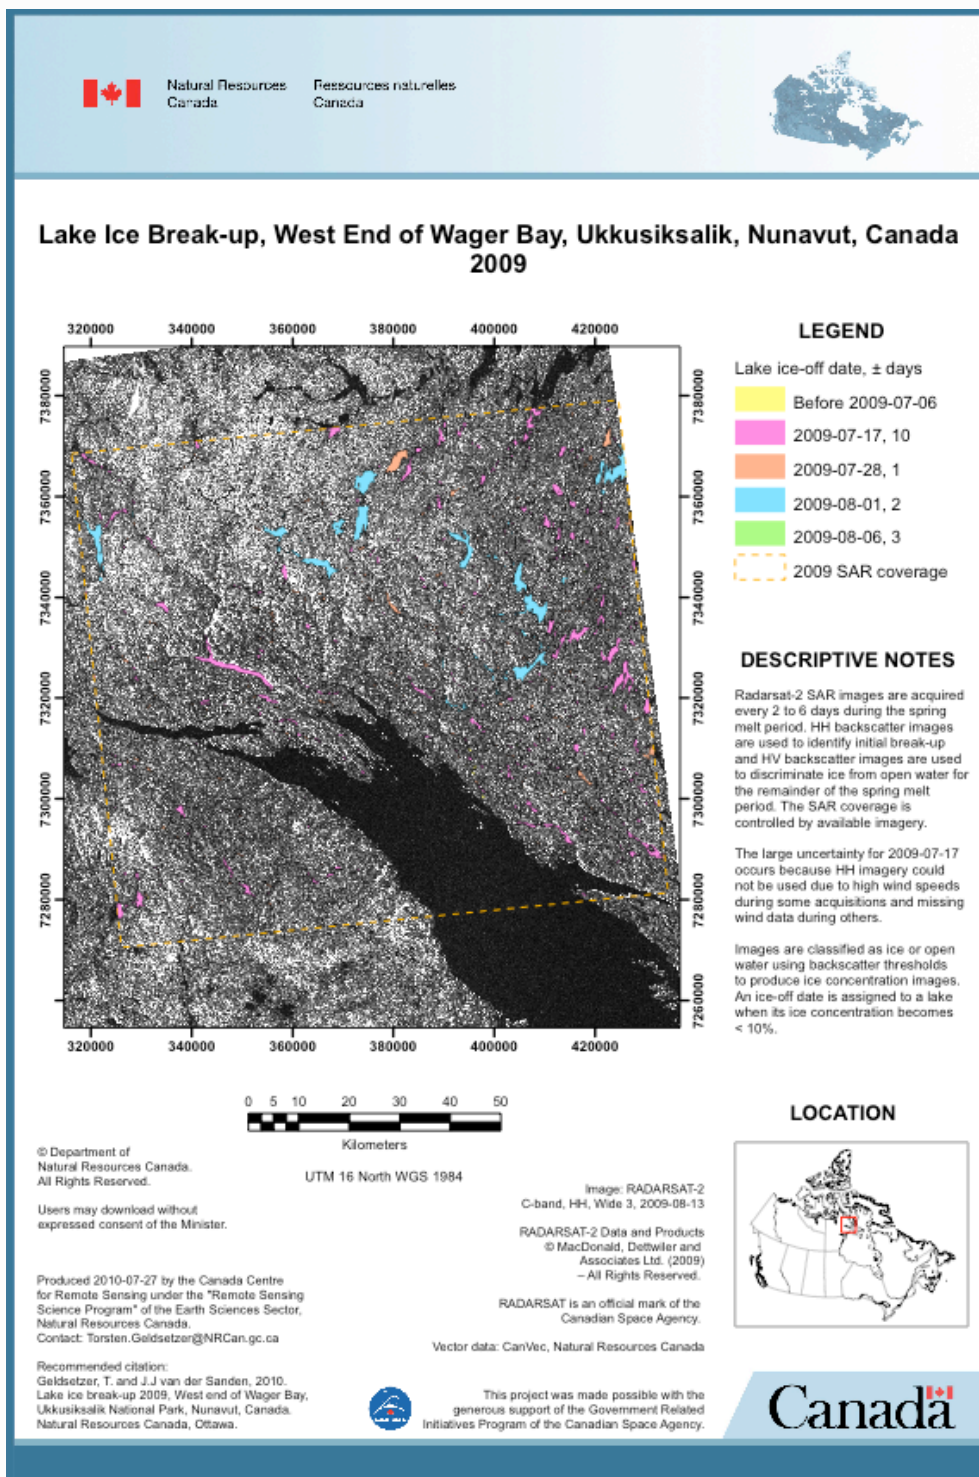 Natural Resources Canada
Ressources naturelles Canada
Lake Ice Break-up, West End of Wager Bay, Ukkusiksalik, Nunavut, Canada
2009
320000 340000 360000 380000 400000 420000
7380000
7360000
7340000
7320000
7300000
7280000
7380000
7360000
7340000
7320000
7300000
7280000
7260000
320000 340000 360000 380000 400000 420000
LEGEND
Lake ice-off date, ± days
Before 2009-07-06
2009-07-17, 10
2009-07-28, 1
2009-08-01, 2
2009-08-06, 3
2009 SAR coverage
DESCRIPTIVE NOTES
Radarsat-2 SAR images are acquired
every 2 to 6 days during the spring
melt period. HH backscatter images
are used to identify initial break-up
and HV backscatter images are used
to discriminate ice from open water for
the remainder of the spring melt
period. The SAR coverage is
controlled by available imagery.
The large uncertainty for 2009-07-17
occurs because HH imagery could
not be used due to high wind speeds
during some acquisitions and missing
wind data during others.
Images are classified as ice or open
water using backscatter thresholds
to produce ice concentration images.
An ice-off date is assigned to a lake
when its ice concentration becomes
< 10%.
0 5 10 20 30 40 50
Kilometers
UTM 16 North WGS 1984
© Department of
Natural Resources Canada.
All Rights Reserved.
Users may download without
expressed consent of the Minister.
Produced 2010-07-27 by the Canada Centre
for Remote Sensing under the "Remote Sensing
Science Program" of the Earth Sciences Sector,
Natural Resources Canada.
Contact: Torsten.Geldsetzer@NRCan.gc.ca
Recommended citation:
Geldsetzer, T. and J.J van der Sanden, 2010.
Lake ice break-up 2009, West end of Wager Bay,
Ukkusiksalik National Park, Nunavut, Canada.
Natural Resources Canada, Ottawa.
Image: RADARSAT-2
C-band, HH, Wide 3, 2009-08-13
RADARSAT-2 Data and Products
© MacDonald, Dettwiler and
Associates Ltd. (2009)
– All Rights Reserved.
RADARSAT is an official mark of the
Canadian Space Agency.
Vector data: CanVec, Natural Resources Canada
This project was made possible with the
generous support of the Government Related
Initiatives Program of the Canadian Space Agency.
LOCATION
Canada